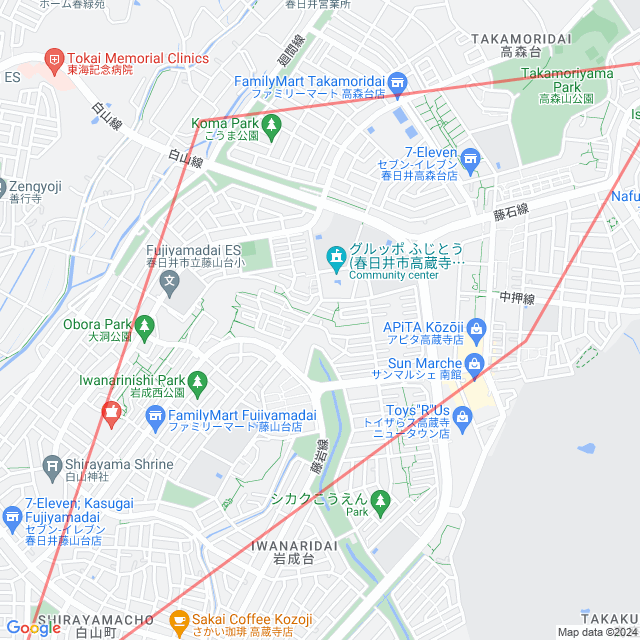 ホーム春緑苑
春日井営業所
Tokai Memorial Clinics
東海記念病院
ES
廻間線
TAKAMORIDAI
高森台
FamilyMart Takamoridai
ファミリーマート 高森台店
Takamoriyama
Park
高森山公園
白山線
Koma Park
こうま公園
白山線
7-Eleven
セブン-イレブン
春日井高森台店
Is
Zengyoji
善行寺
Nafu
藤石線
Fujiyamadai ES
春日井市立藤山台小
グルッポ ふじとう
(春日井市高蔵寺…
Community center
中押線
Obora Park
大洞公園
APiTA Kōzōji
アピタ高蔵寺店
Sun Marche
サンマルシェ 南館
Iwanarinishi Park
岩成西公園
FamilyMart Fujiyamadai
ファミリーマート藤山台店
Toys"R"Us
トイザらス高蔵寺
ニュータウン店
藤岩線
Shirayama Shrine
白山神社
シカクこうえん
Park
7-Eleven; Kasugai
Fujiyamadai
セブン-イレブン
春日井藤山台店
IWANARIDAI
岩成台
SHIRAYAMACHO
白山町
Sakai Coffee Kozoji
さかい珈琲 高蔵寺店
TAKAKU
Google
Map data ©2024